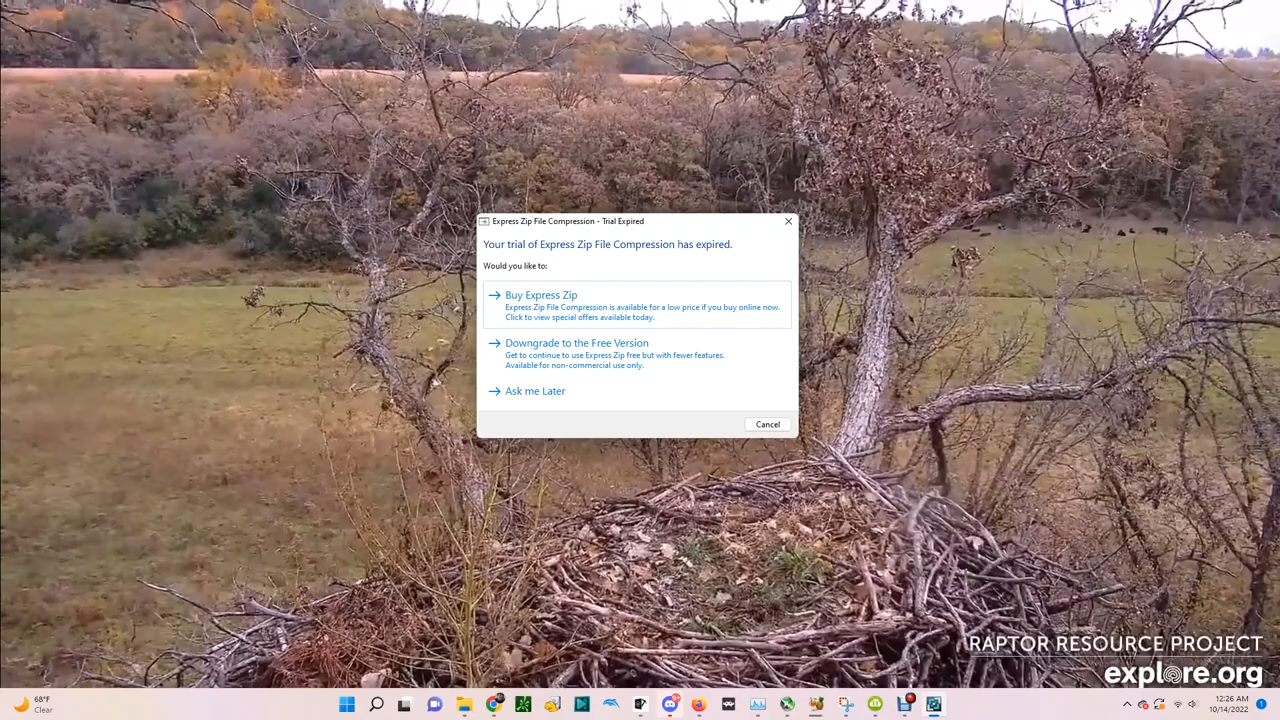 Express Zip File Compression - Trial Expired
Your trial of Express Zip File Compression has expired.
Would you like to:
Buy Express Zip
Express Zip File Compression is available for a low price if you buy online now.
Click to view special offers available today.
Downgrade to the Free Version
Get to continue to use Express Zip free but with fewer features.
Available for non-commercial use only.
Ask me Later
Cancel
RAPTOR RESOURCE PROJECT
explore.org
68°F
Clear
12:26 AM
10/14/2022